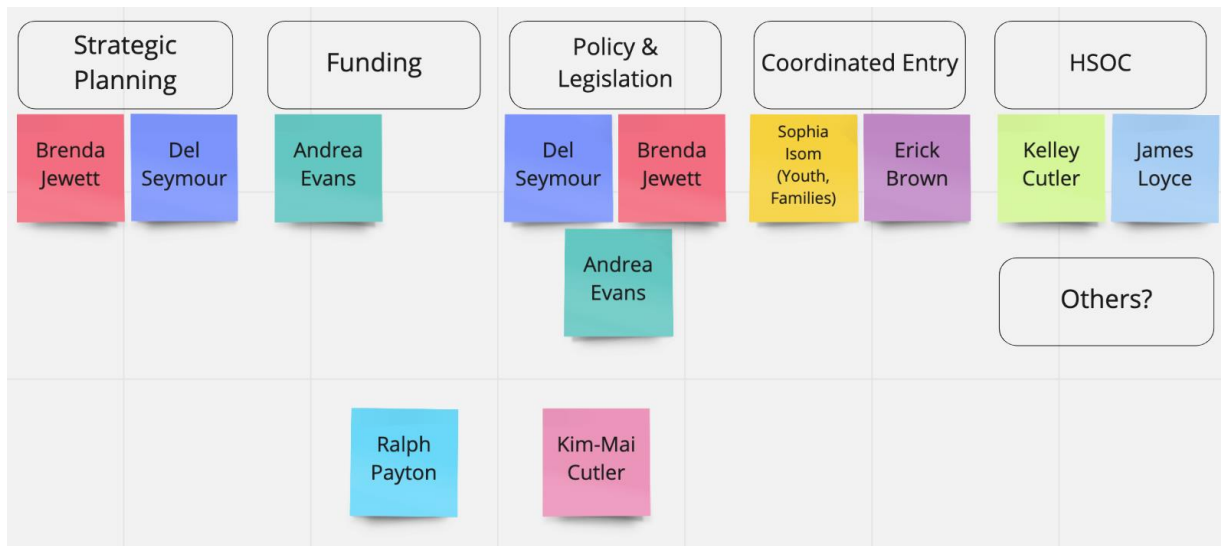 Strategic
Planning
Funding
Policy &
Legislation
Coordinated Entry
HSOC
Brenda
Jewett
Del
Seymour
Andrea
Evans
Del
Seymour
Brenda
Jewett
Sophia
Isom
(Youth,
Families)
Erick
Brown
Kelley
Cutler
James
Loyce
Andrea
Evans
Others?
Ralph
Payton
Kim-Mai
Cutler